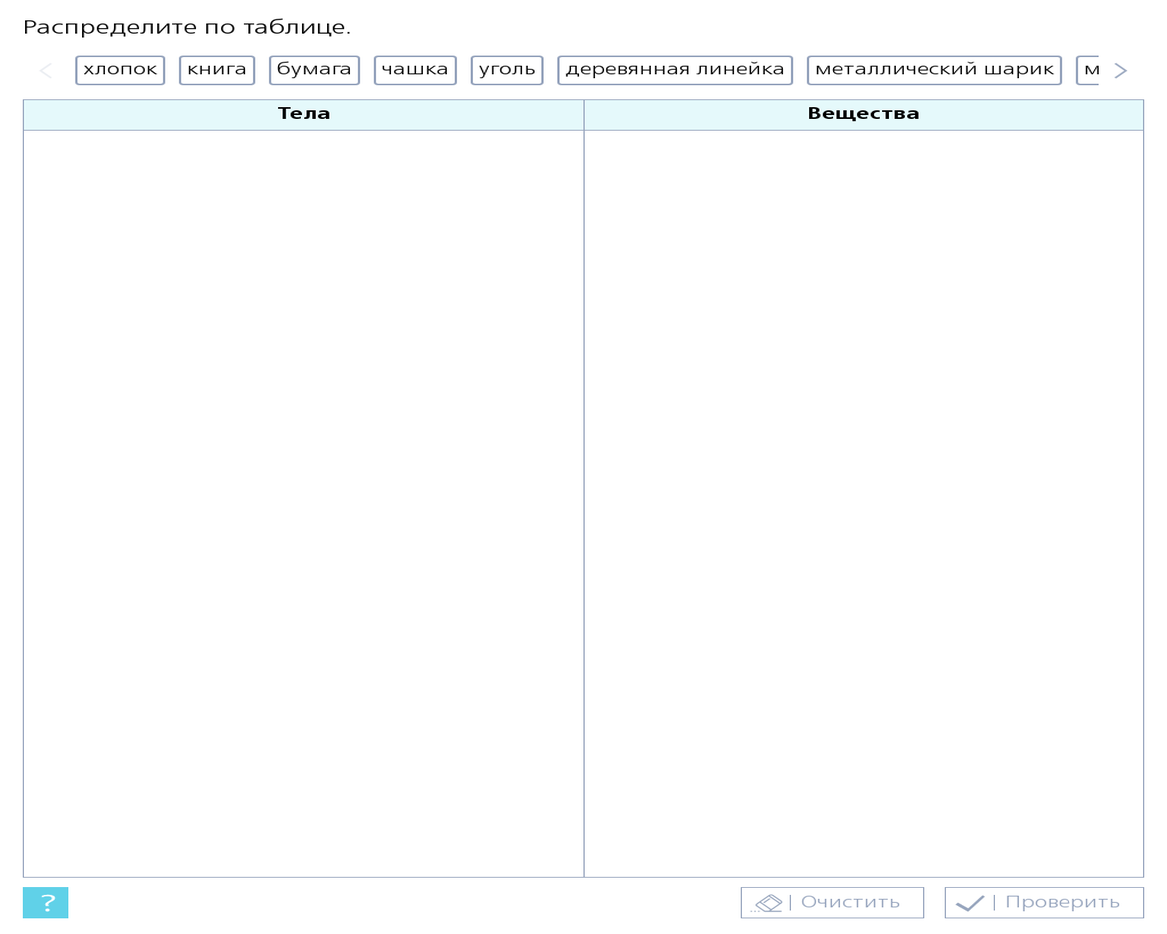 Распределите по таблице.
хлопок книга бумага чашка уголь деревянная линейка металлический шарик
Тела Вещества
? Очистить Проверить